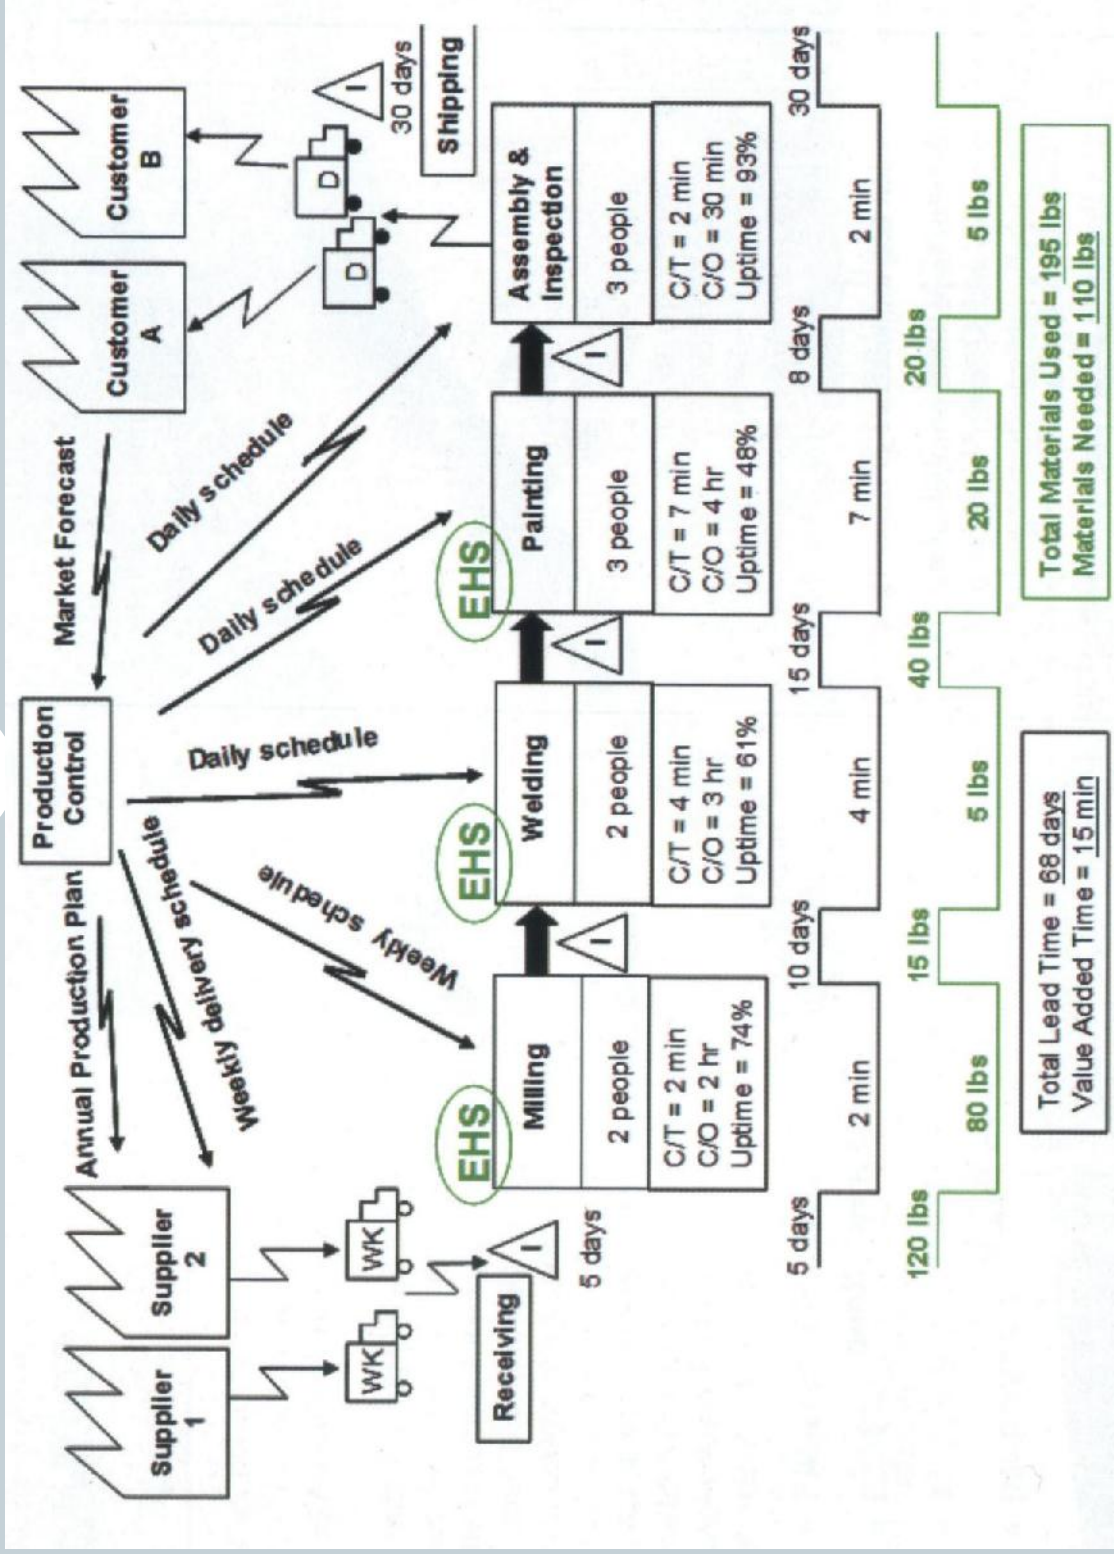 Supplier
1
Supplier
2
Production
Control
Customer
A
Customer
B
Annual Production Plan
Market Forecast
Weekly delivery schedule
Weekly schedule
Daily schedule
Daily schedule
Daily schedule
WK
WK
D
D
Receiving
I
5 days
I
30 days
Shipping
EHS
Milling
2 people
C/T = 2 min
C/O = 2 hr
Uptime = 74%
I
EHS
Welding
2 people
C/T = 4 min
C/O = 3 hr
Uptime = 61%
I
EHS
Painting
3 people
C/T = 7 min
C/O = 4 hr
Uptime = 48%
I
Assembly &
Inspection
3 people
C/T = 2 min
C/O = 30 min
Uptime = 93%
5 days
2 min
10 days
4 min
15 days
7 min
8 days
2 min
30 days
120 lbs
80 lbs
15 lbs
5 lbs
40 lbs
20 lbs
20 lbs
5 lbs
Total Lead Time = 68 days
Value Added Time = 15 min
Total Materials Used = 195 lbs
Materials Needed = 110 lbs